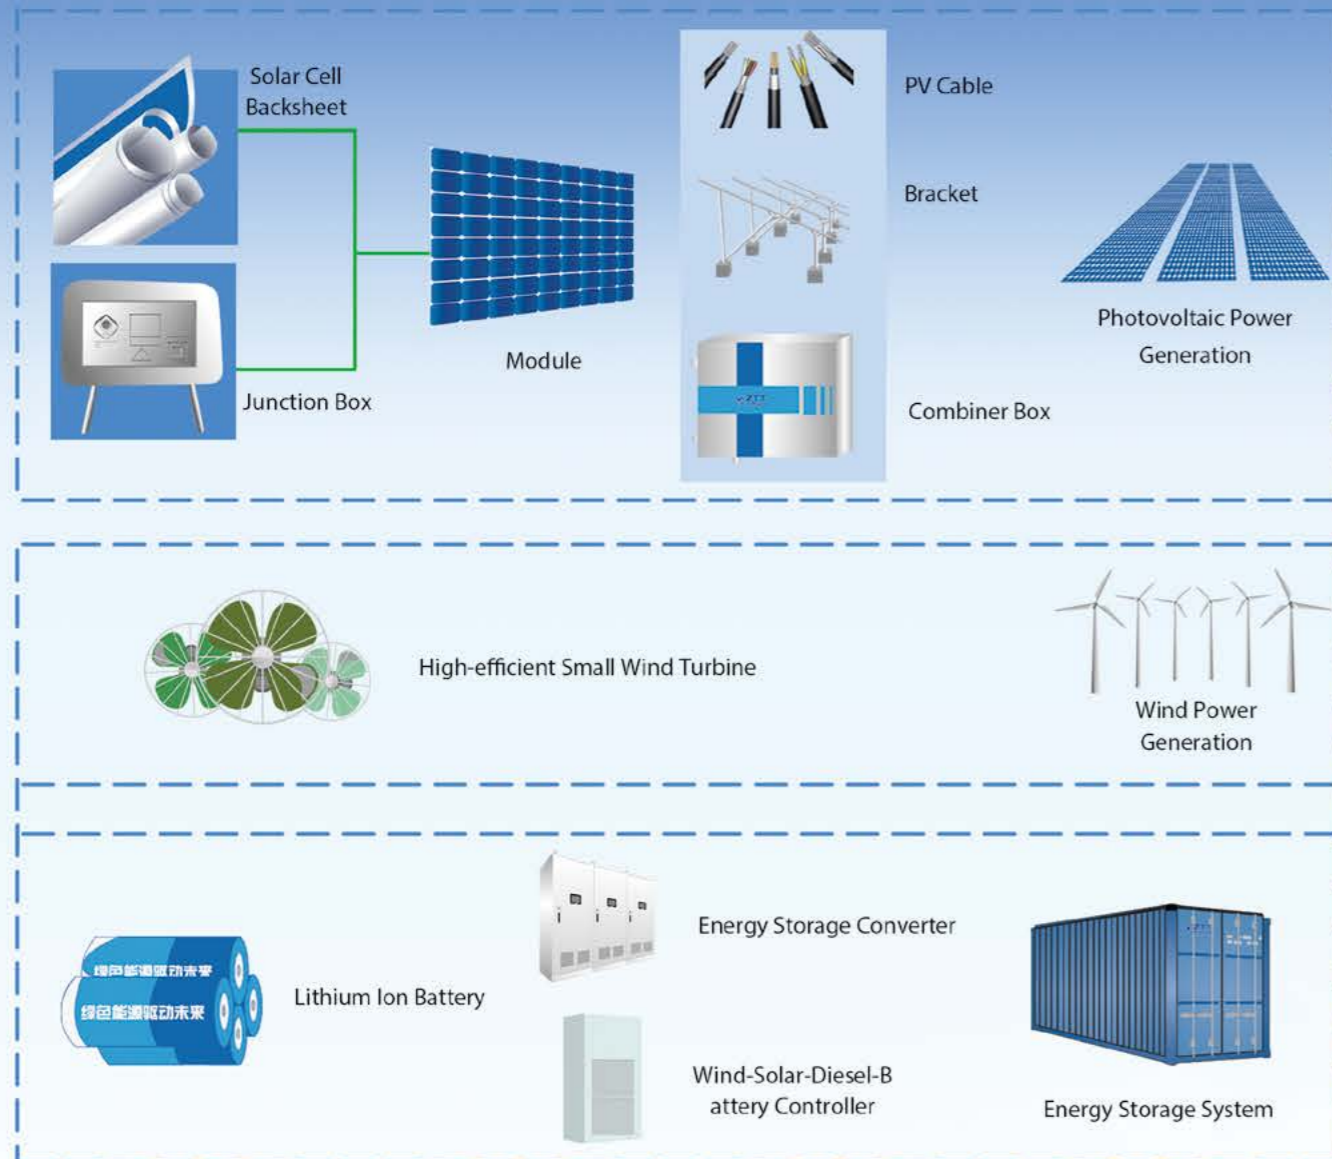 Solar Cell
Backsheet
PV Cable
Bracket
Photovoltaic Power
Generation
Module
Junction Box
ZTT
Combiner Box
High-efficient Small Wind Turbine
Wind Power
Generation
Energy Storage Converter
ZTT
绿色能源驱动未来
绿色能源驱动未来
Lithium Ion Battery
Wind-Solar-Diesel-B
attery Controller
Energy Storage System